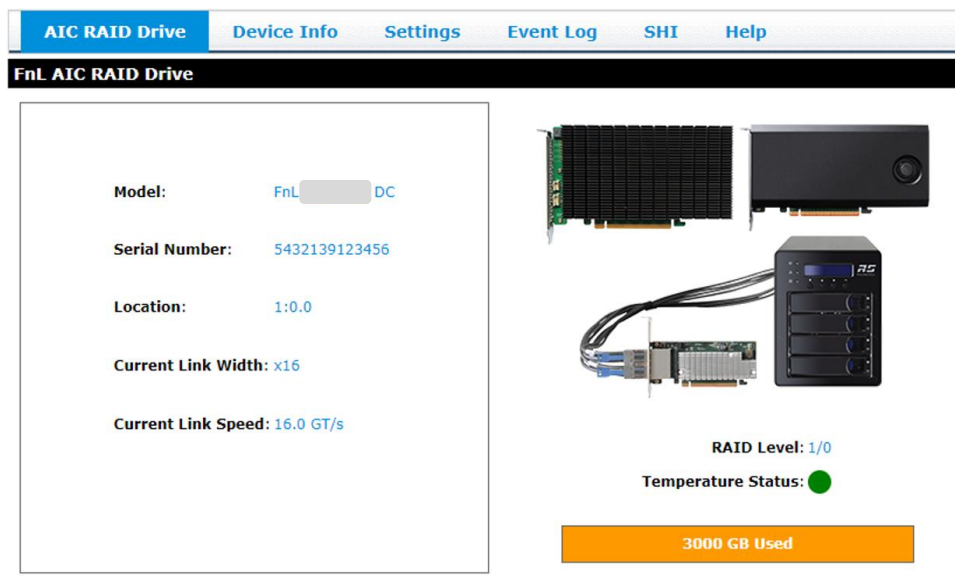 AIC RAID Drive Device Info Settings Event Log SHI Help
FnL AIC RAID Drive
Model: FnL DC
Serial Number: 5432139123456
Location: 1:0.0
Current Link Width: x16
Current Link Speed: 16.0 GT/s
RS
RAID Level: 1/0
Temperature Status:
3000 GB Used